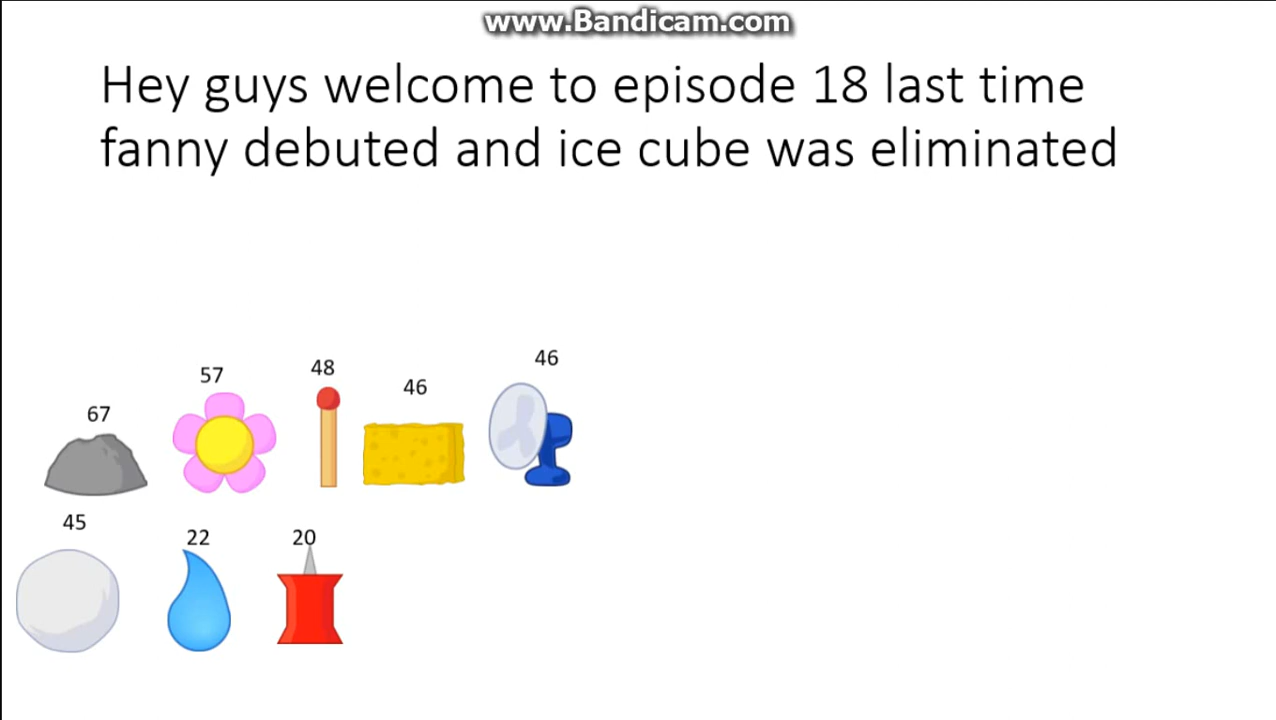 www.Bandicam.com
Hey guys welcome to episode 18 last time
fanny debuted and ice cube was eliminated
67
57
48
46
46
45
22
20